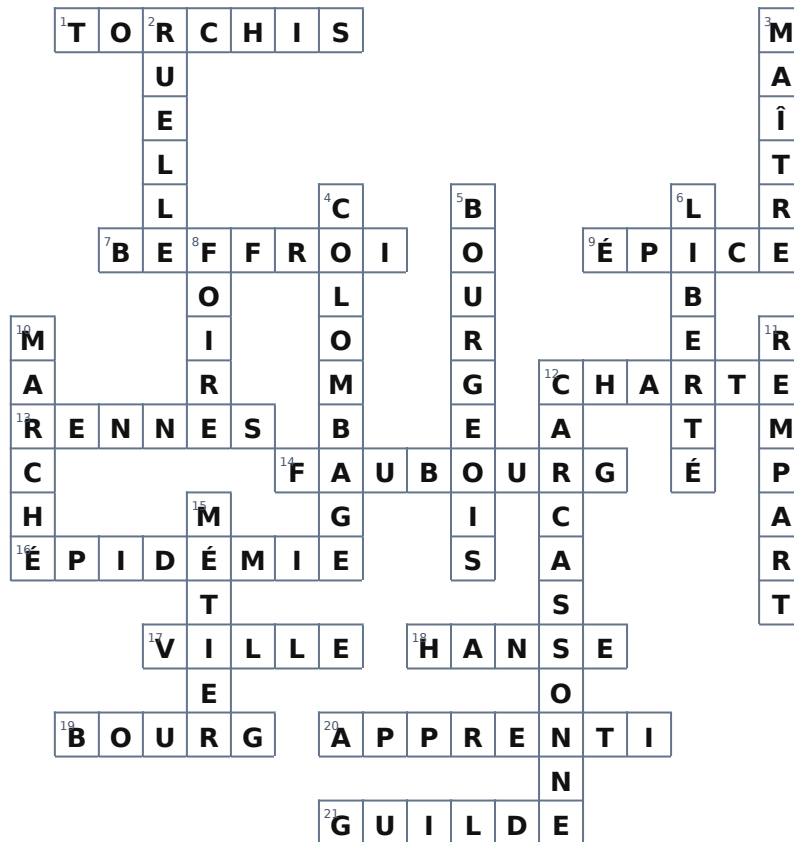 1 TORCHIS
2 RUELLE
3 MAÎTRE
4 COLOMBAGE
5 BOURGEOIS
6 LIBERTÉ
7 BEFFROI
8 FOIRE
9 ÉPICE
10 MARCHÉ
11 REMPART
12 CHARTE
12 CARCASSONNE
13 RENNES
14 FAUBOURG
15 MÉTIER
16 ÉPIDÉMIE
17 VILLE
18 HANSE
19 BOURG
20 APPRENTI
21 GUILDE